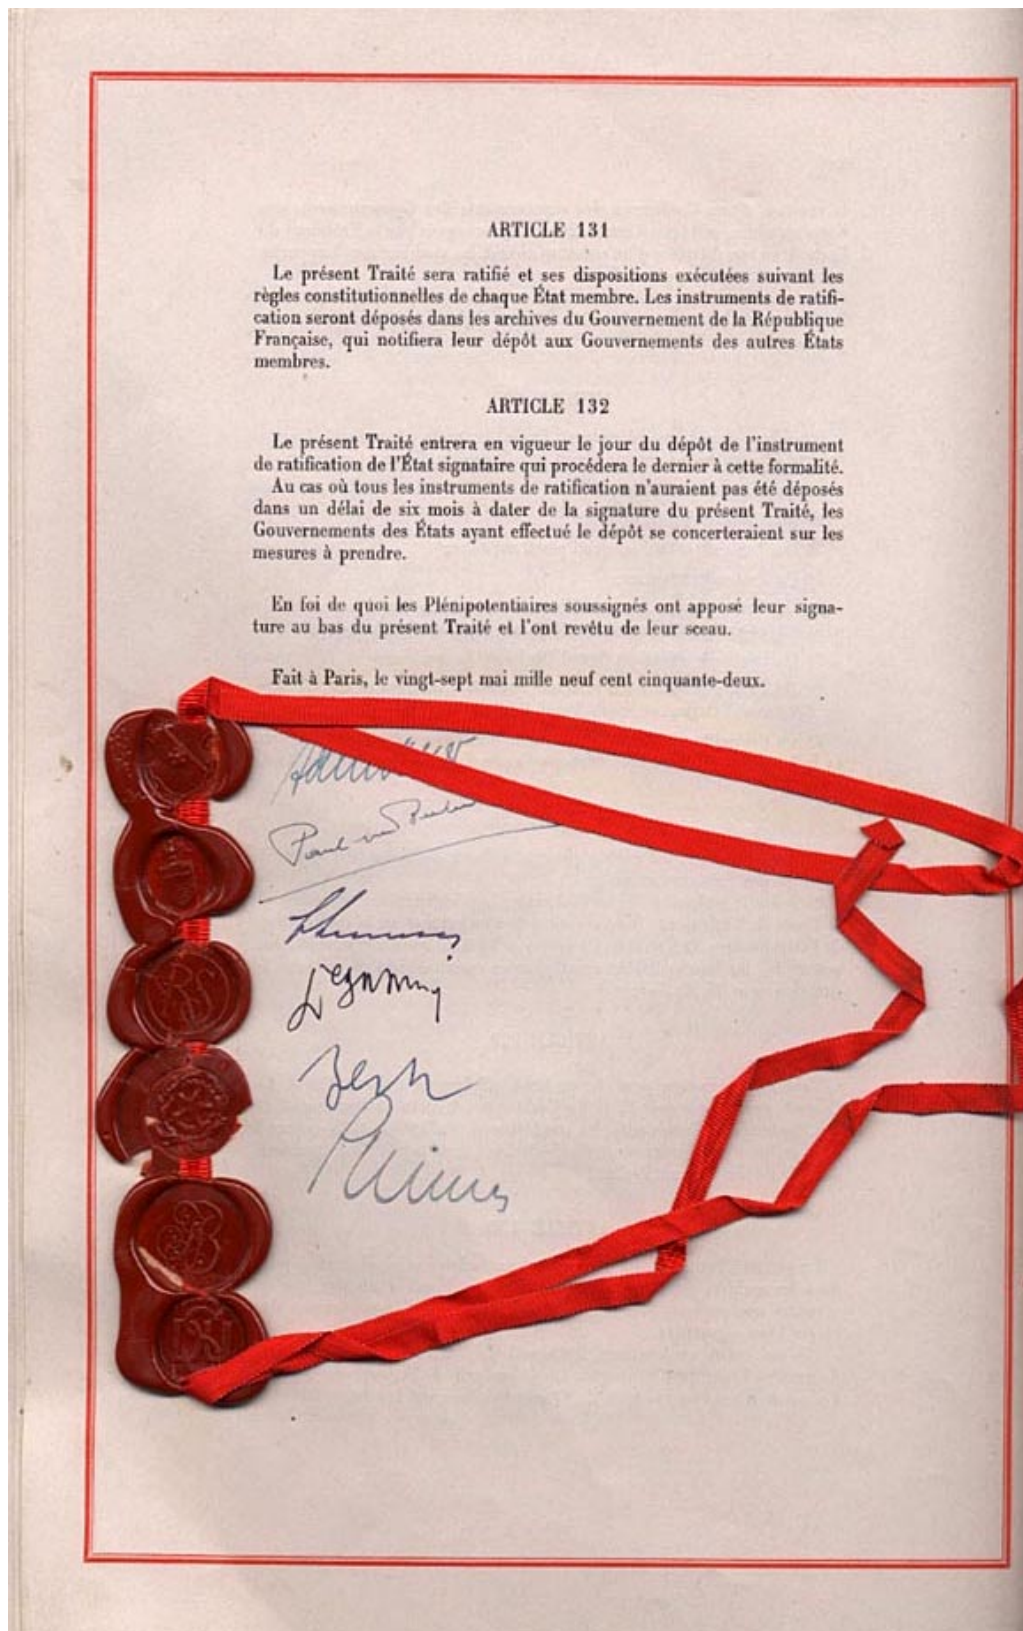 ARTICLE 131
Le présent Traité sera ratifié et ses dispositions exécutées suivant les
règles constitutionnelles de chaque État membre. Les instruments de ratifi-
cation seront déposés dans les archives du Gouvernement de la République
Française, qui notifiera leur dépôt aux Gouvernements des autres États
membres.
ARTICLE 132
Le présent Traité entrera en vigueur le jour du dépôt de l'instrument
de ratification de l'État signataire qui procédera le dernier à cette formalité.
Au cas où tous les instruments de ratification n'auraient pas été déposés
dans un délai de six mois à dater de la signature du présent Traité, les
Gouvernements des États ayant effectué le dépôt se concerteraient sur les
mesures à prendre.
En foi de quoi les Plénipotentiaires soussignés ont apposé leur signa-
ture au bas du présent Traité et l'ont revêtu de leur sceau.
Fait à Paris, le vingt-sept mai mille neuf cent cinquante-deux.
Paul van